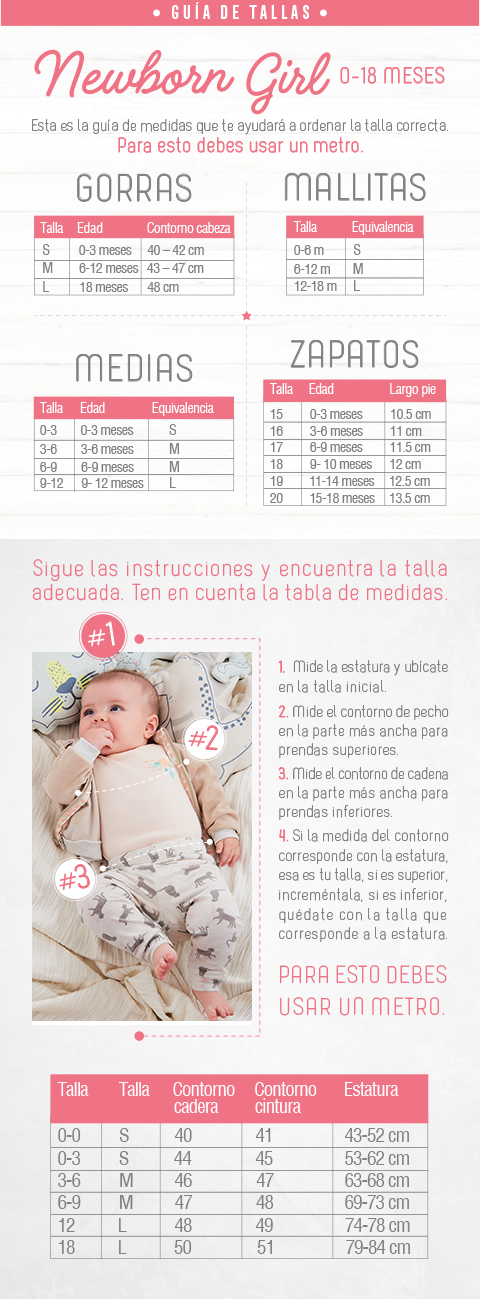 • GUÍA DE TALLAS •
Newborn Girl 0-18 MESES
Esta es la guía de medidas que te ayudará a ordenar la talla correcta.
Para esto debes usar un metro.
GORRAS
Talla Edad Contorno cabeza
S 0-3 meses 40 – 42 cm
M 6-12 meses 43 – 47 cm
L 18 meses 48 cm
MALLITAS
Talla Equivalencia
0-6 m S
6-12 m M
12-18 m L
MEDIAS
Talla Edad Equivalencia
0-3 0-3 meses S
3-6 3-6 meses M
6-9 6-9 meses M
9-12 9- 12 meses L
ZAPATOS
Talla Edad Largo pie
15 0-3 meses 10.5 cm
16 3-6 meses 11 cm
17 6-9 meses 11.5 cm
18 9- 10 meses 12 cm
19 11-14 meses 12.5 cm
20 15-18 meses 13.5 cm
Sigue las instrucciones y encuentra la talla
adecuada. Ten en cuenta la tabla de medidas.
#1
#2
#3
1. Mide la estatura y ubícate
en la talla inicial.
2. Mide el contorno de pecho
en la parte más ancha para
prendas superiores.
3. Mide el contorno de cadena
en la parte más ancha para
prendas inferiores.
4. Si la medida del contorno
corresponde con la estatura,
esa es tu talla, si es superior,
increméntala, si es inferior,
quédate con la talla que
corresponde a la estatura.
PARA ESTO DEBES
USAR UN METRO.
Talla Talla Contorno Contorno Estatura
cadera cintura
0-0 S 40 41 43-52 cm
0-3 S 44 45 53-62 cm
3-6 M 46 47 63-68 cm
6-9 M 47 48 69-73 cm
12 L 48 49 74-78 cm
18 L 50 51 79-84 cm